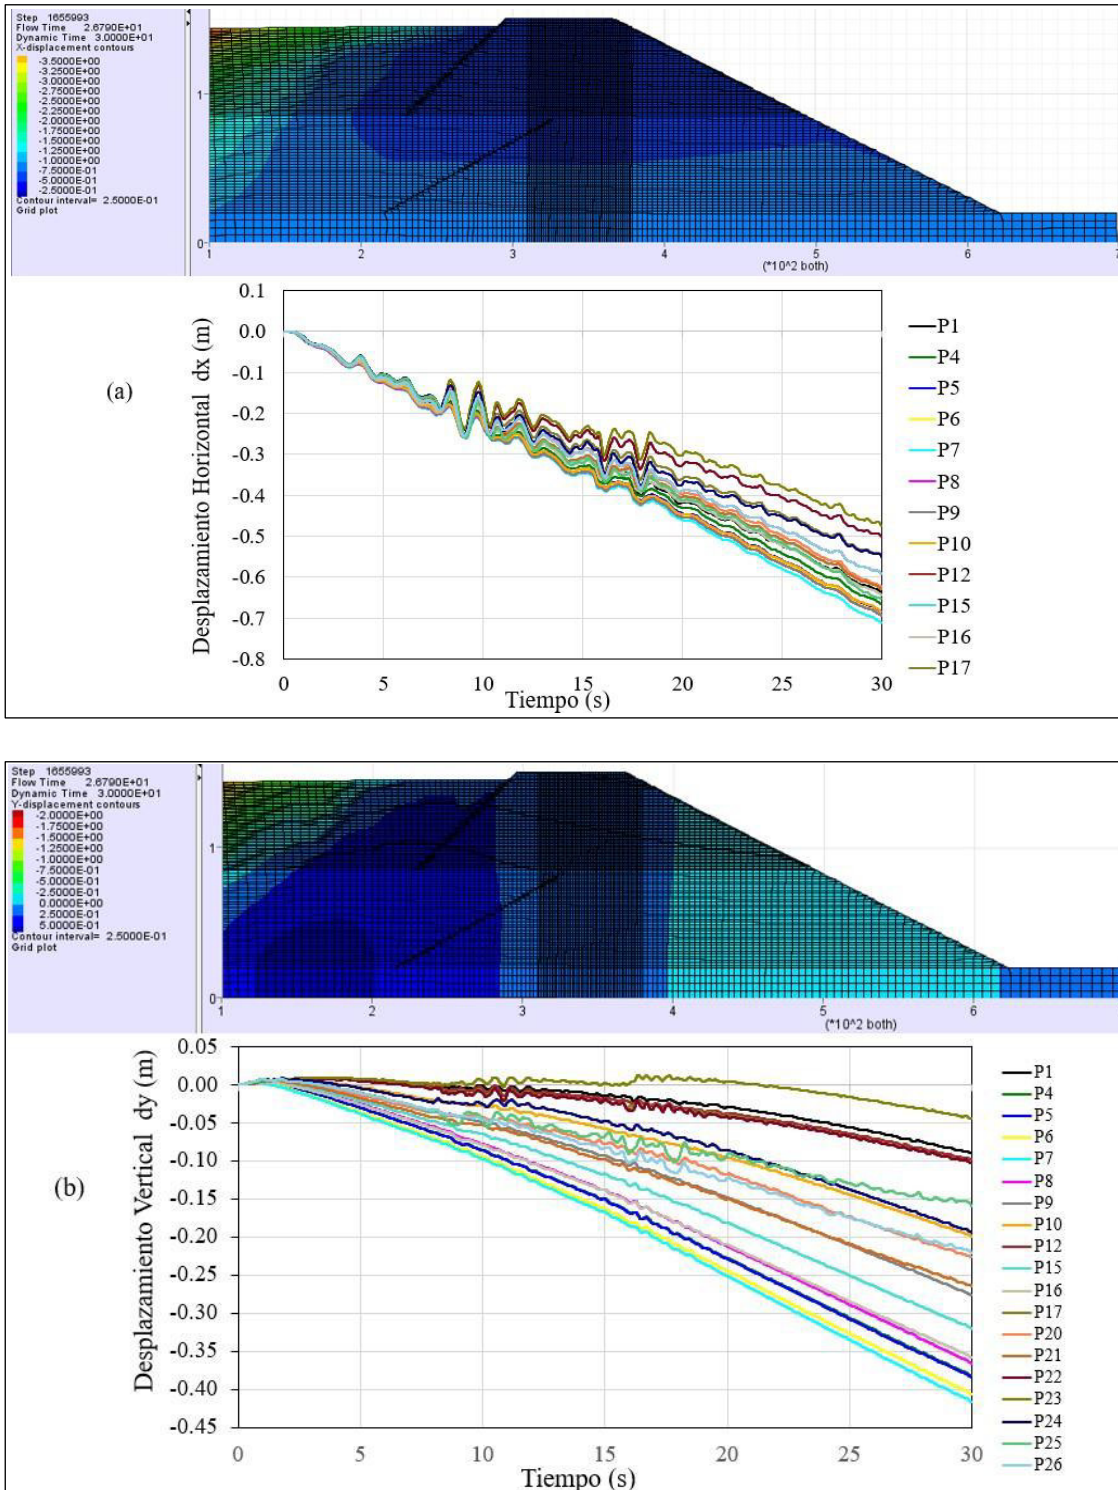 Step 1655993
Flow Time 2.6790E+01
Dynamic Time 3.0000E+01
X-displacement contours
-3.5000E+00
-3.2500E+00
-3.0000E+00
-2.7500E+00
-2.5000E+00
-2.2500E+00
-2.0000E+00
-1.7500E+00
-1.5000E+00
-1.2500E+00
-1.0000E+00
-7.5000E-01
-5.0000E-01
-2.5000E-01
Contour interval= 2.5000E-01
Grid plot
1
0
1 2 3 4 5 6 7
(*10^2 both)
(a)
Desplazamiento Horizontal dx (m)
0.1
0.0
-0.1
-0.2
-0.3
-0.4
-0.5
-0.6
-0.7
-0.8
0 5 10 15 20 25 30
Tiempo (s)
P1
P4
P5
P6
P7
P8
P9
P10
P12
P15
P16
P17
Step 1655993
Flow Time 2.6790E+01
Dynamic Time 3.0000E+01
Y-displacement contours
-2.0000E+00
-1.7500E+00
-1.5000E+00
-1.2500E+00
-1.0000E+00
-7.5000E-01
-5.0000E-01
-2.5000E-01
0.0000E+00
2.5000E-01
5.0000E-01
Contour interval= 2.5000E-01
Grid plot
1
0
1 2 3 4 5 6
(*10^2 both)
(b)
Desplazamiento Vertical dy (m)
0.05
0.00
-0.05
-0.10
-0.15
-0.20
-0.25
-0.30
-0.35
-0.40
-0.45
0 5 10 15 20 25 30
Tiempo (s)
P1
P4
P5
P6
P7
P8
P9
P10
P12
P15
P16
P17
P20
P21
P22
P23
P24
P25
P26